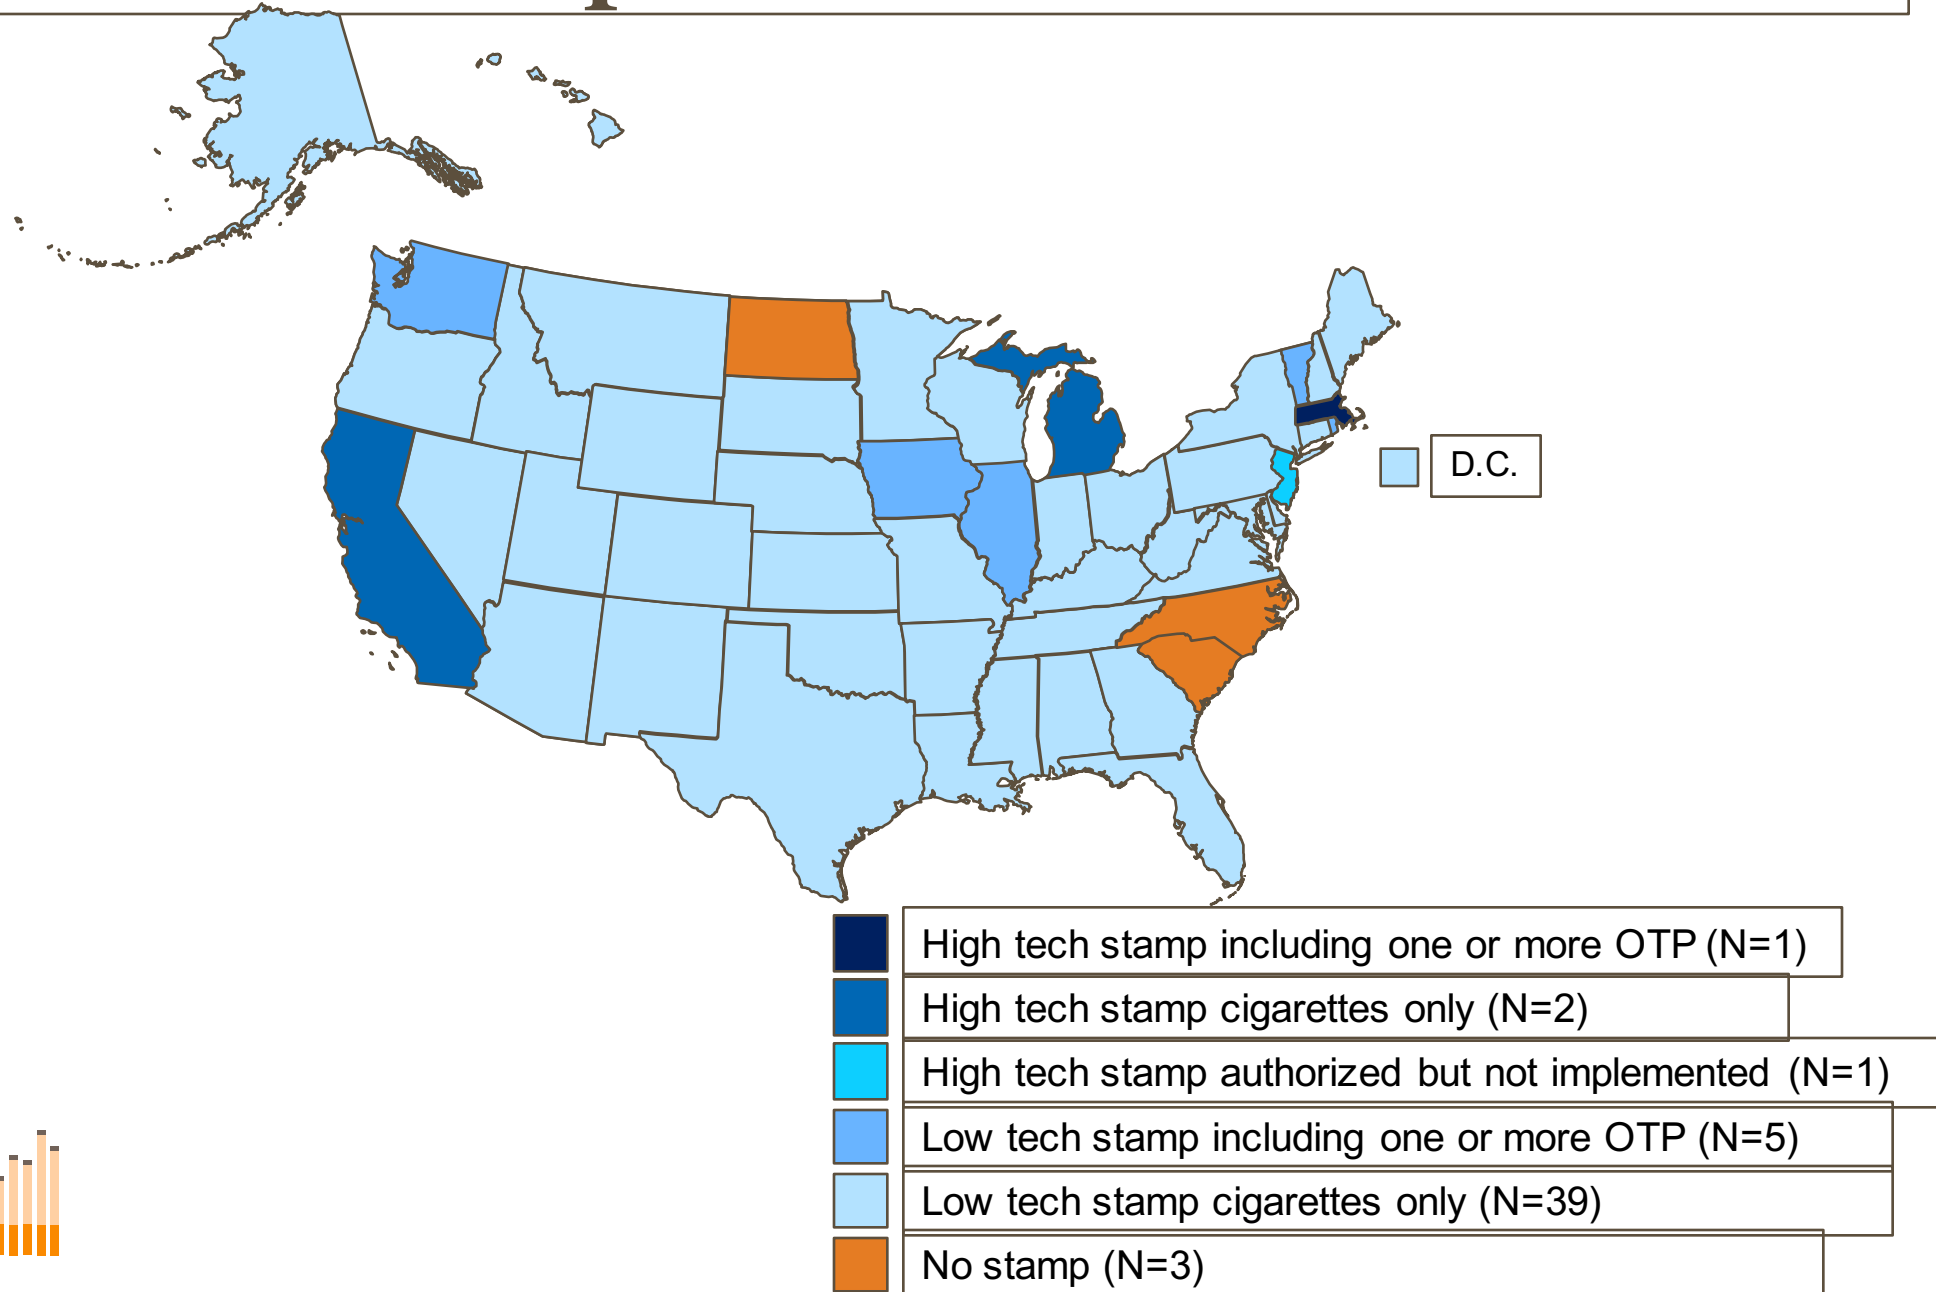 D.C.
High tech stamp including one or more OTP (N=1)
High tech stamp cigarettes only (N=2)
High tech stamp authorized but not implemented (N=1)
Low tech stamp including one or more OTP (N=5)
Low tech stamp cigarettes only (N=39)
No stamp (N=3)